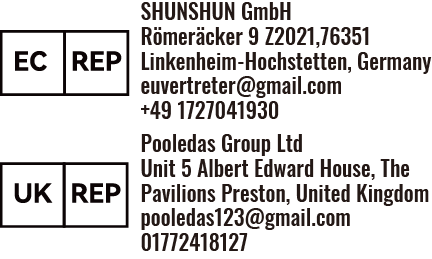 SHUNSHUN GmbH
Römeräcker 9 Z2021,76351
EC REP
Linkenheim-Hochstetten, Germany
euvertreter@gmail.com
+49 1727041930
Pooledas Group Ltd
Unit 5 Albert Edward House, The
UK REP
Pavilions Preston, United Kingdom
pooledas123@gmail.com
01772418127